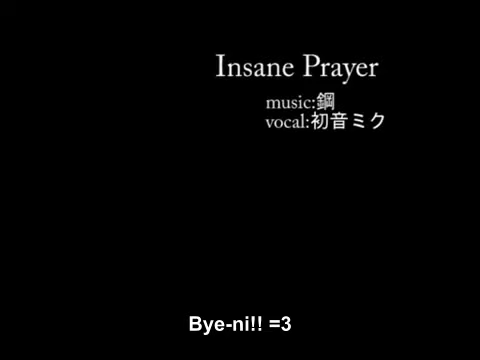 Insane Prayer
music:鋼
vocal:初音ミク
Bye-ni!! =3